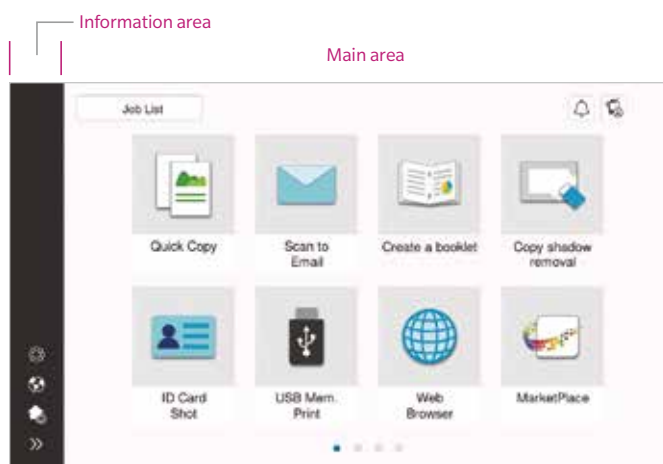 Information area
Main area
Job List
Quick Copy
Scan to
Email
Create a booklet
Copy shadow
removal
ID Card
Shot
USB Mem.
Print
Web
Browser
MarketPlace